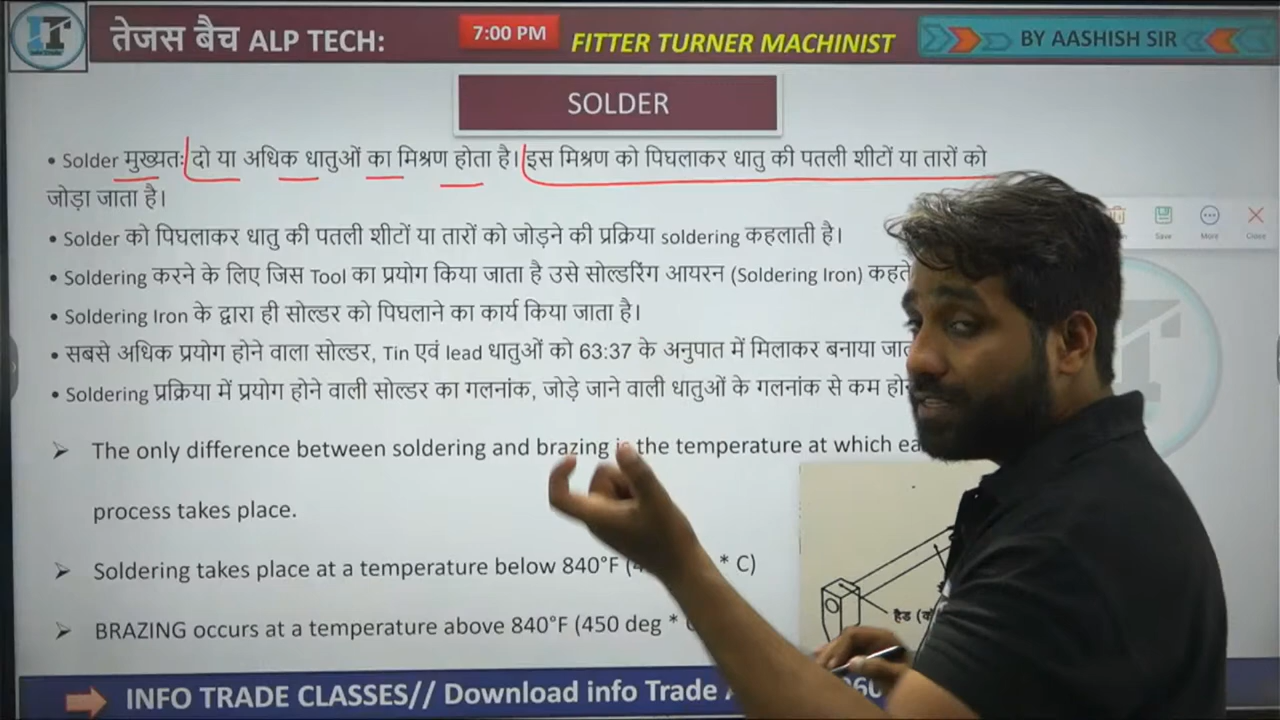 तेजस बैच ALP TECH:
7:00 PM
FITTER TURNER MACHINIST
BY AASHISH SIR
SOLDER
• Solder मुख्यतः दो या अधिक धातुओं का मिश्रण होता है। इस मिश्रण को पिघलाकर धातु की पतली शीटों या तारों को
जोड़ा जाता है।
• Solder को पिघलाकर धातु की पतली शीटों या तारों को जोड़ने की प्रक्रिया soldering कहलाती है।
• Soldering करने के लिए जिस Tool का प्रयोग किया जाता है उसे सोल्डरिंग आयरन (Soldering Iron) कहते
• Soldering Iron के द्वारा ही सोल्डर को पिघलाने का कार्य किया जाता है।
• सबसे अधिक प्रयोग होने वाला सोल्डर, Tin एवं lead धातुओं को 63:37 के अनुपात में मिलाकर बनाया
• Soldering प्रक्रिया में प्रयोग होने वाली सोल्डर का गलनांक, जोड़े जाने वाली धातुओं के गलनांक से कम
➢ The only difference between soldering and brazing is the temperature at which
process takes place.
➢ Soldering takes place at a temperature below 840°F ( * C)
➢ BRAZING occurs at a temperature above 840°F (450 deg *
हैड
Save
More
Close
INFO TRADE CLASSES// Download info Trade